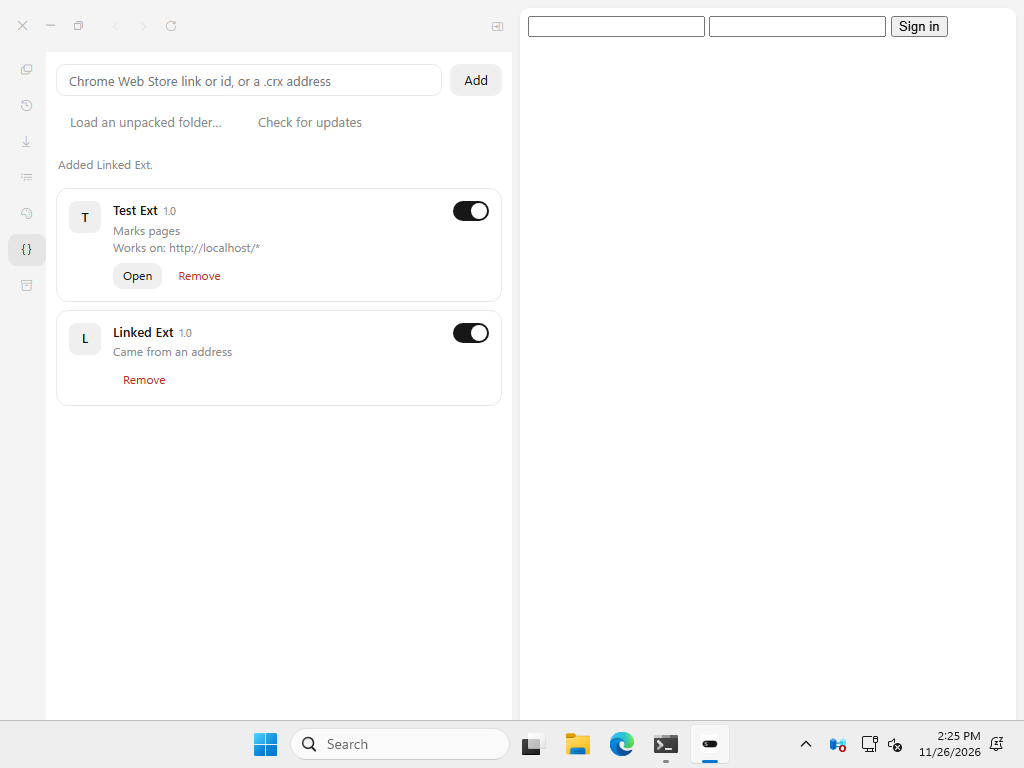 Sign in
Chrome Web Store link or id, or a .crx address
Add
Load an unpacked folder...
Check for updates
Added Linked Ext.
T
Test Ext 1.0
Marks pages
Works on: http://localhost/*
Open
Remove
{}
L
Linked Ext 1.0
Came from an address
Remove
Search
2:25 PM
11/26/2026